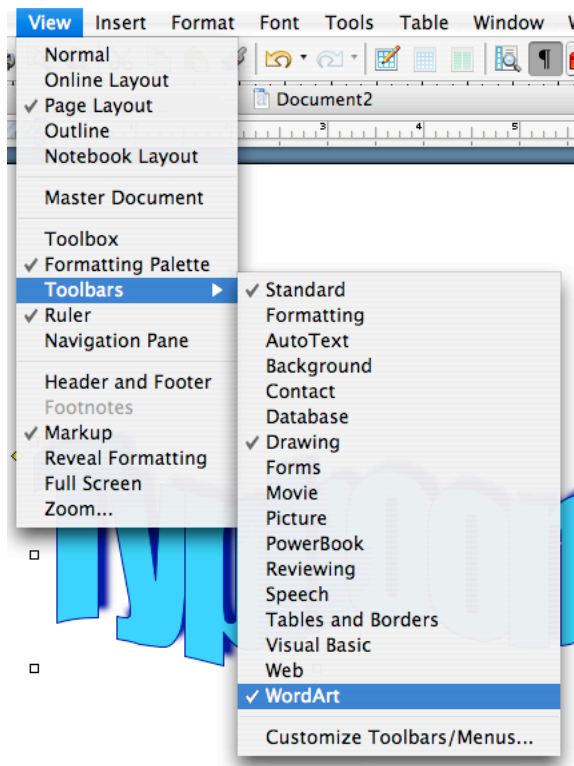 View Insert Format Font Tools Table Window
Document2
3 4 5
Normal
Online Layout
✓ Page Layout
Outline
Notebook Layout
Master Document
Toolbox
✓ Formatting Palette
Toolbars
✓ Ruler
Navigation Pane
Header and Footer
Footnotes
✓ Markup
Reveal Formatting
Full Screen
Zoom...
✓ Standard
Formatting
AutoText
Background
Contact
Database
✓ Drawing
Forms
Movie
Picture
PowerBook
Reviewing
Speech
Tables and Borders
Visual Basic
Web
✓ WordArt
Customize Toolbars/Menus...